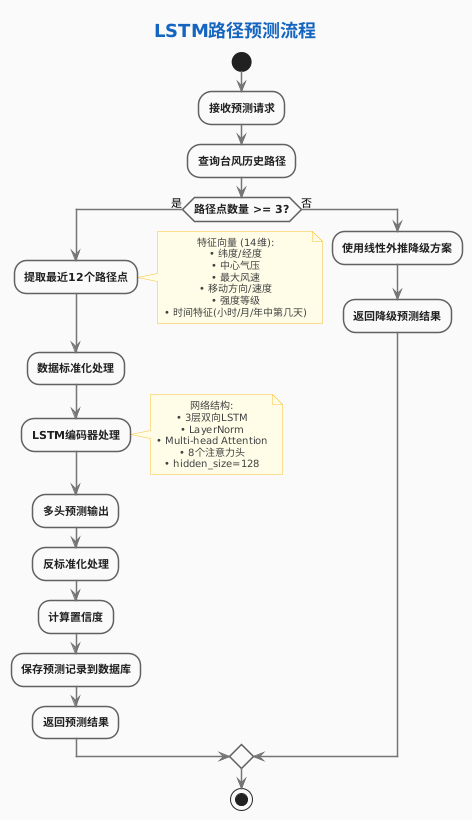 LSTM路径预测流程
接收预测请求
查询台风历史路径
是
路径点数量 >= 3?
否
特征向量 (14维):
• 纬度/经度
• 中心气压
• 最大风速
• 移动方向/速度
• 强度等级
• 时间特征(小时/月/年中第几天)
提取最近12个路径点
使用线性外推降级方案
返回降级预测结果
数据标准化处理
网络结构:
• 3层双向LSTM
• LayerNorm
• Multi-head Attention
• 8个注意力头
• hidden_size=128
LSTM编码器处理
多头预测输出
反标准化处理
计算置信度
保存预测记录到数据库
返回预测结果